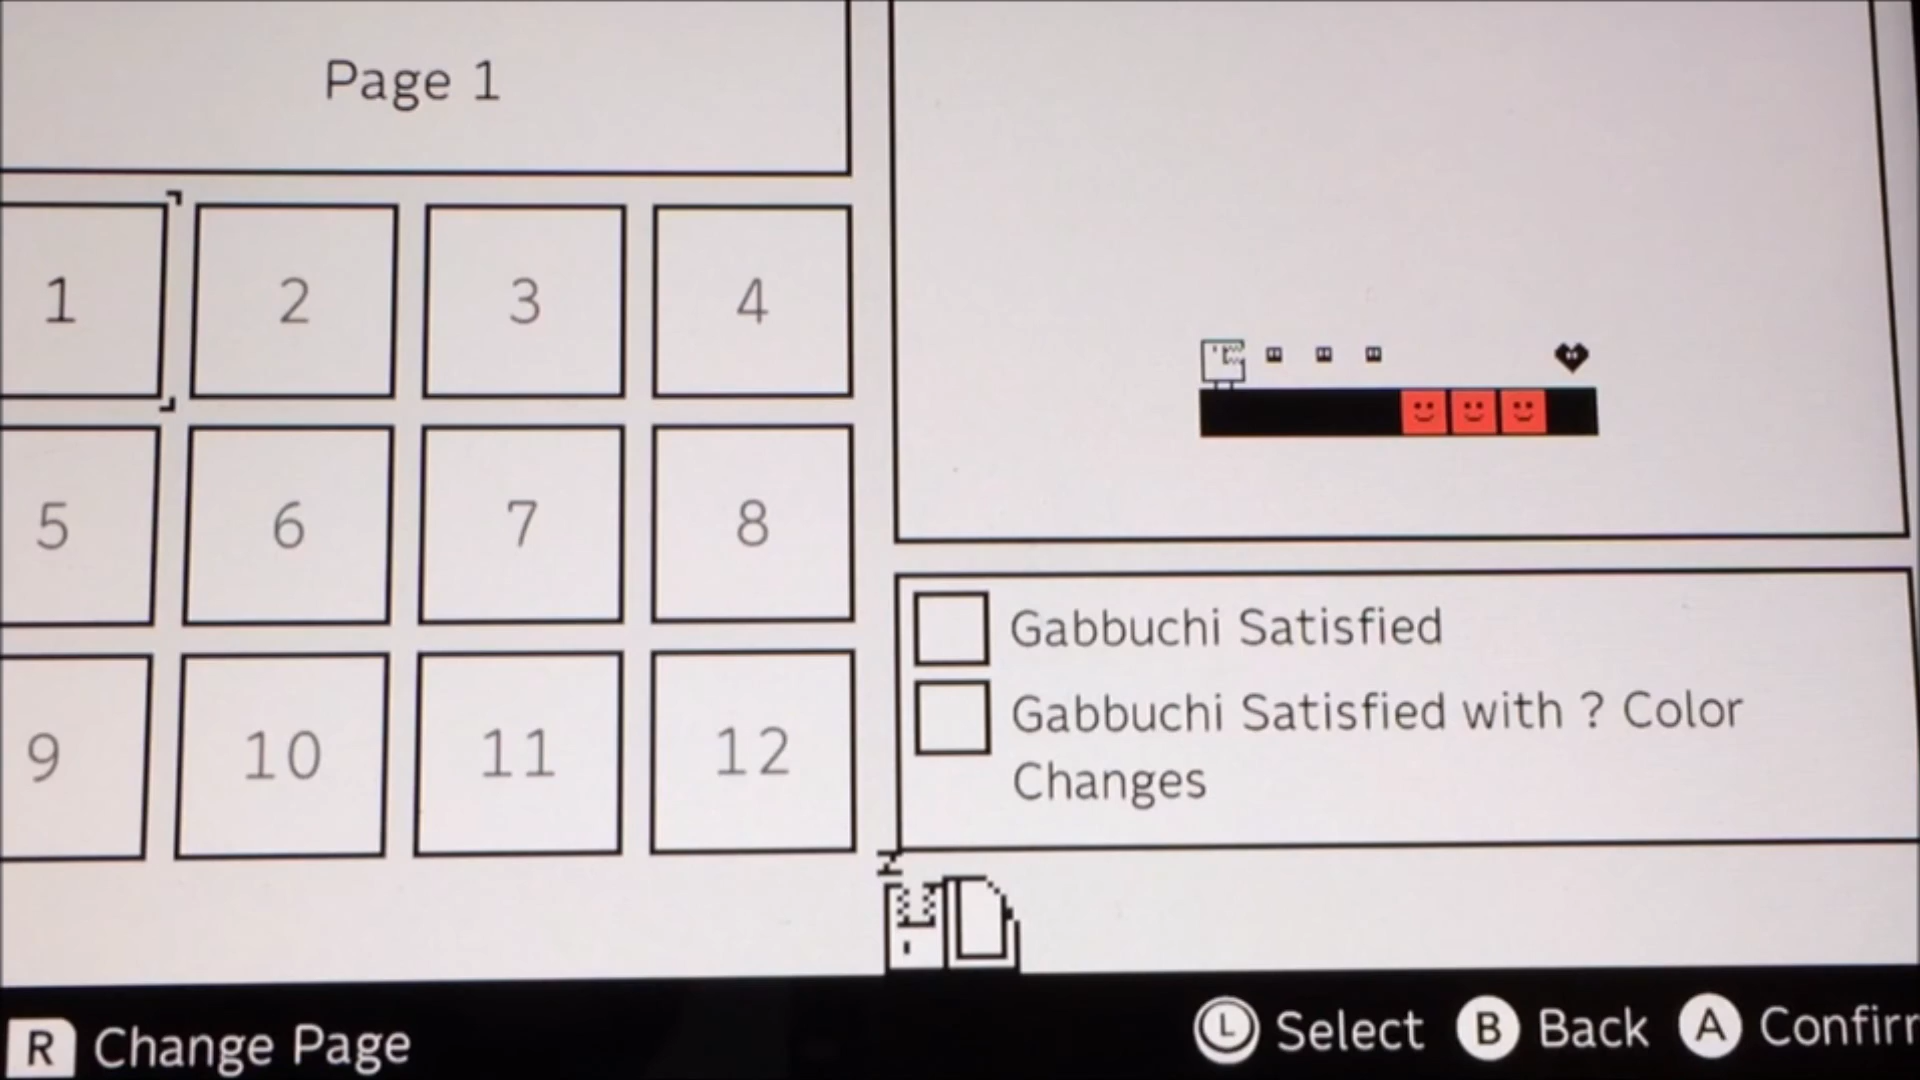 Page 1
1 2 3 4
5 6 7 8
9 10 11 12
Gabbuchi Satisfied
Gabbuchi Satisfied with ? Color
Changes
R Change Page
L Select B Back A Confirr